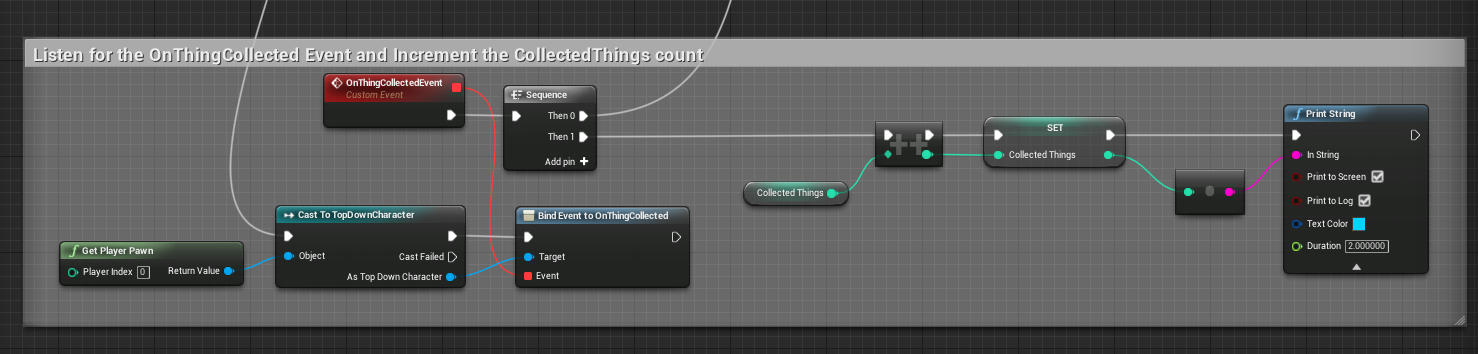 Listen for the OnThingCollected Event and Increment the CollectedThings count
OnThingCollectedEvent
Custom Event
Sequence
Then 0
Then 1
Add pin +
++
SET
Collected Things
Collected Things
Print String
In String
Print to Screen
Print to Log
Text Color
Duration 2.000000
Get Player Pawn
Player Index 0
Return Value
Cast To TopDownCharacter
Object
Cast Failed
As Top Down Character
Bind Event to OnThingCollected
Target
Event